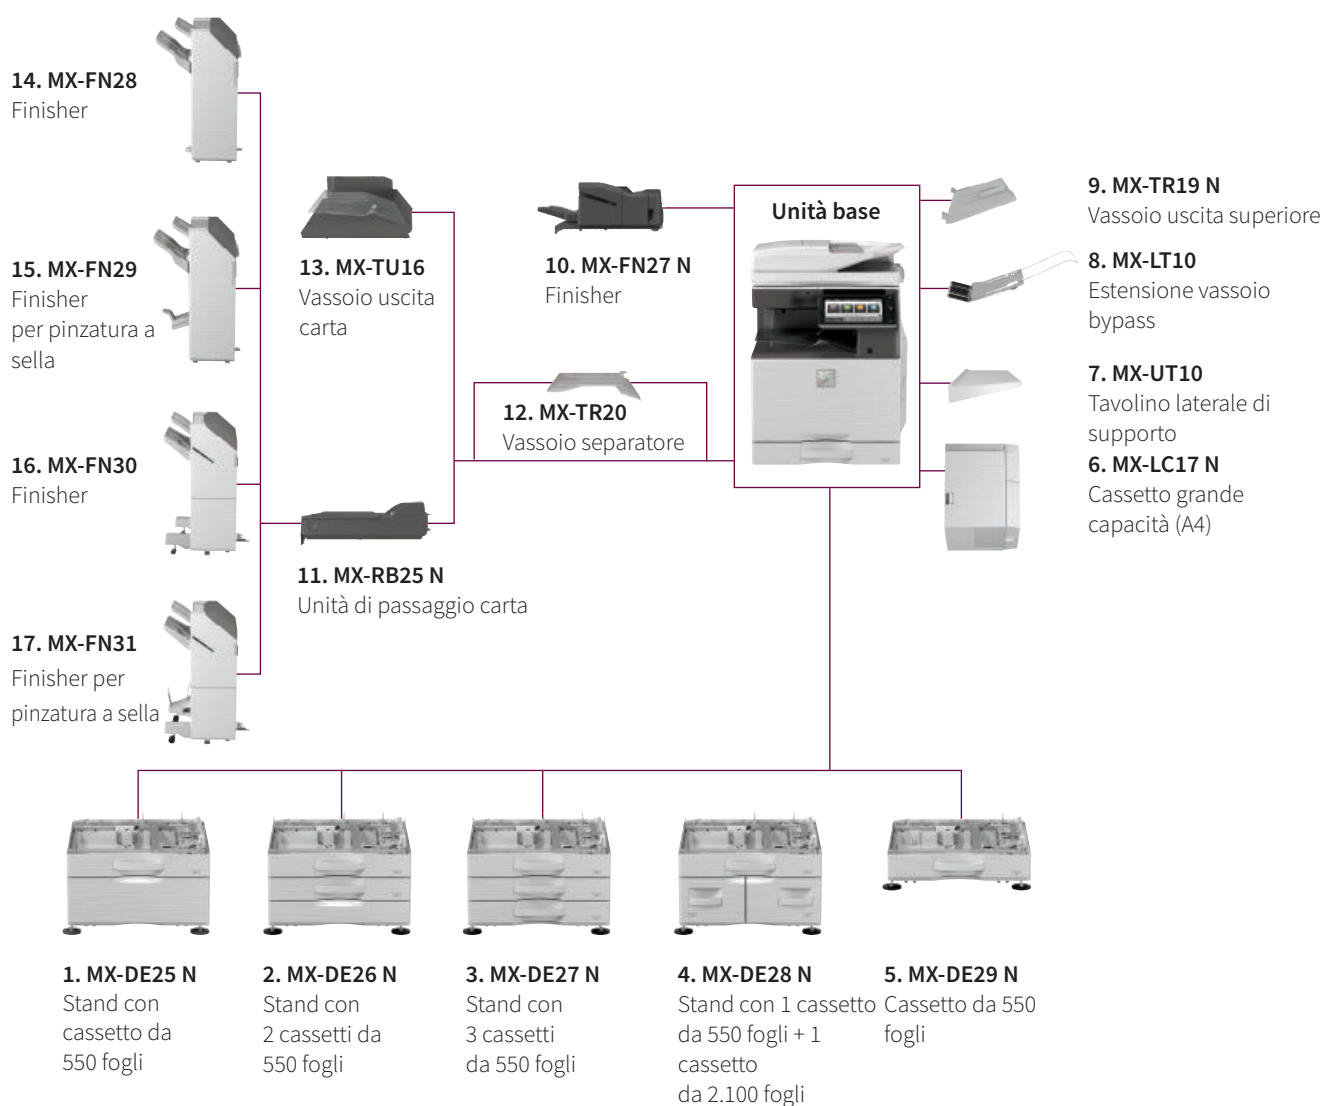 14. MX-FN28
Finisher
15. MX-FN29
Finisher
per pinzatura a
sella
16. MX-FN30
Finisher
17. MX-FN31
Finisher per
pinzatura a sella
13. MX-TU16
Vassoio uscita
carta
10. MX-FN27 N
Finisher
12. MX-TR20
Vassoio separatore
11. MX-RB25 N
Unità di passaggio carta
Unità base
9. MX-TR19 N
Vassoio uscita superiore
8. MX-LT10
Estensione vassoio
bypass
7. MX-UT10
Tavolino laterale di
supporto
6. MX-LC17 N
Cassetto grande
capacità (A4)
1. MX-DE25 N
Stand con
cassetto da
550 fogli
2. MX-DE26 N
Stand con
2 cassetti da
550 fogli
3. MX-DE27 N
Stand con
3 cassetti
da 550 fogli
4. MX-DE28 N
Stand con 1 cassetto
da 550 fogli + 1
cassetto
da 2.100 fogli
5. MX-DE29 N
Cassetto da 550
fogli